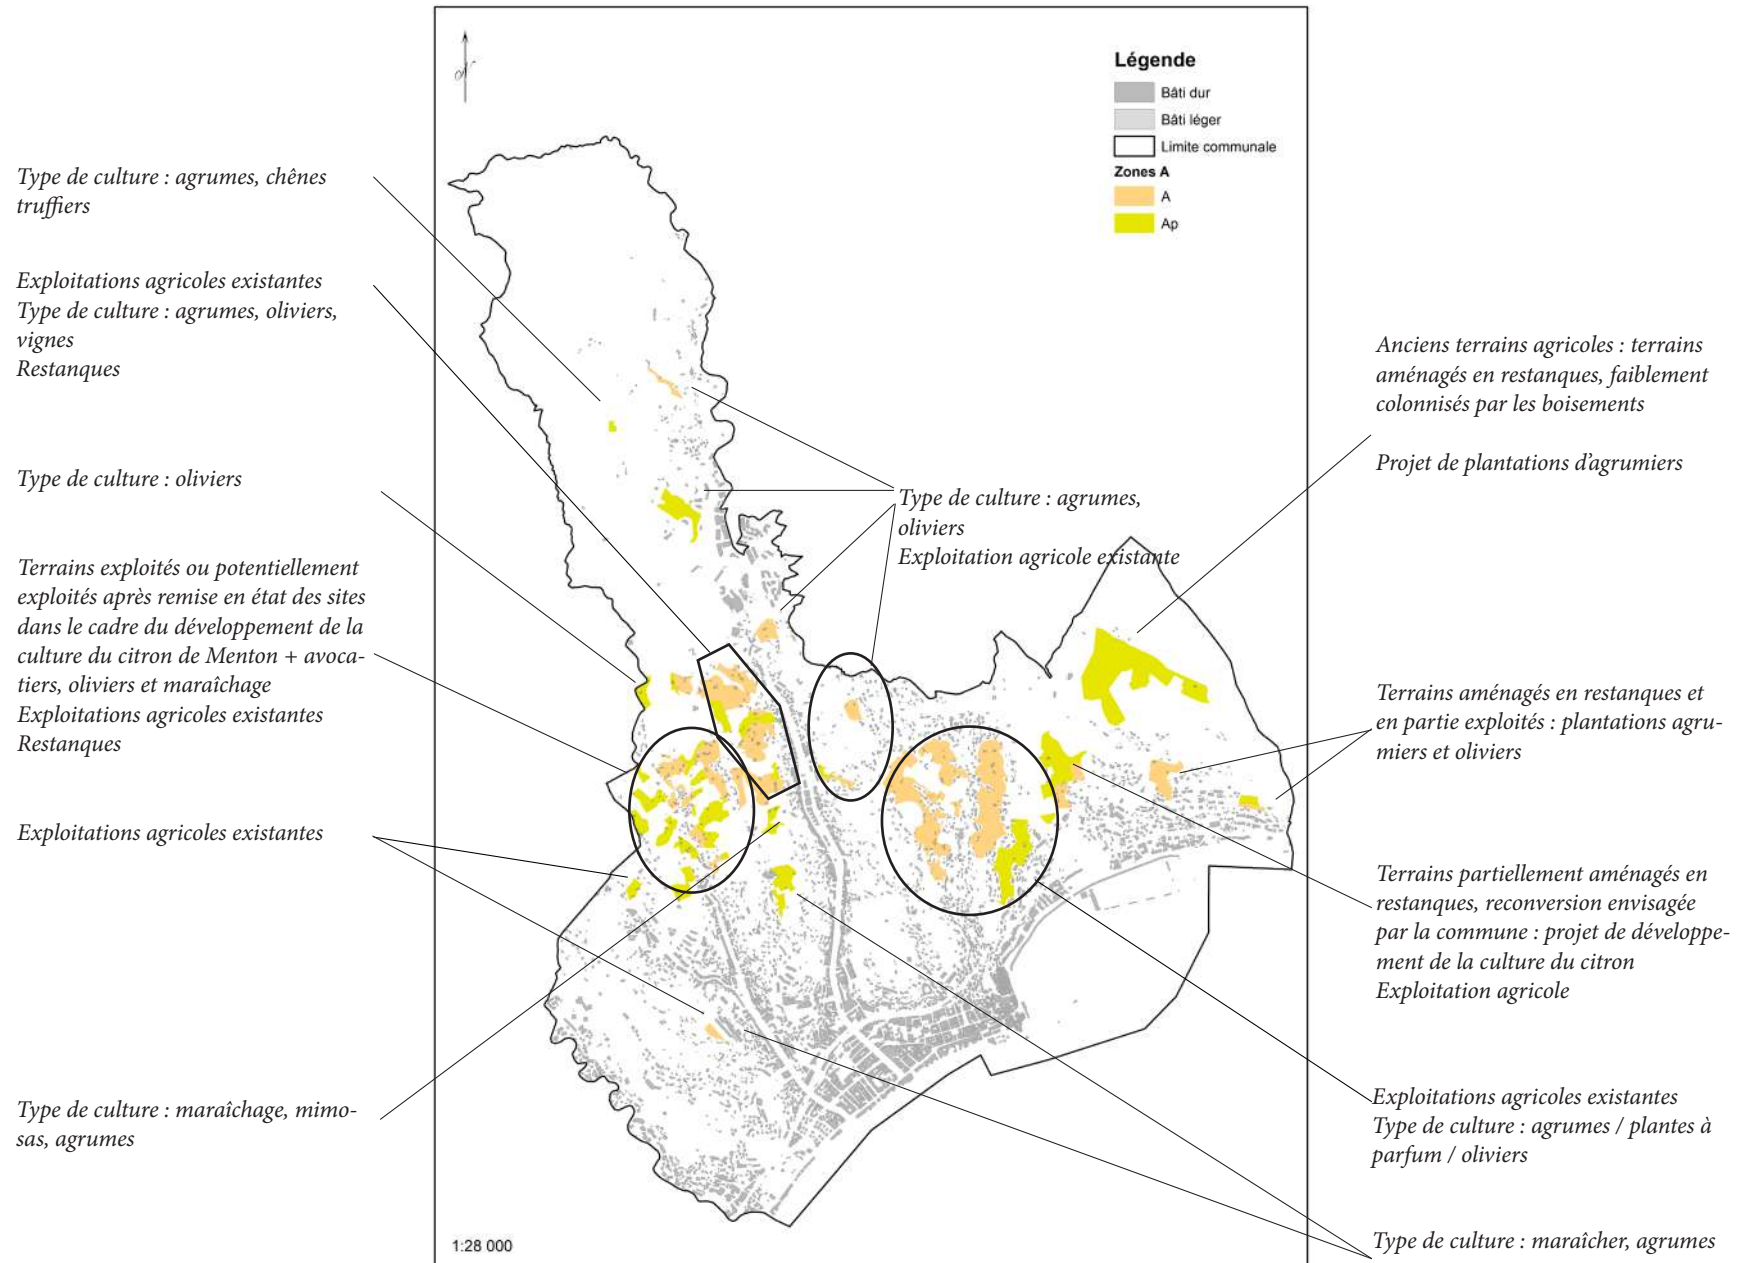 Légende
Bâti dur
Bâti léger
Limite communale
Zones A
A
Ap
Type de culture : agrumes, chênes
truffiers
Exploitations agricoles existantes
Type de culture : agrumes, oliviers,
vignes
Restanques
Type de culture : oliviers
Terrains exploités ou potentiellement
exploités après remise en état des sites
dans le cadre du développement de la
culture du citron de Menton + avoca-
tiers, oliviers et maraîchage
Exploitations agricoles existantes
Restanques
Exploitations agricoles existantes
Type de culture : maraîchage, mimo-
sas, agrumes
Type de culture : agrumes,
oliviers
Exploitation agricole existante
Anciens terrains agricoles : terrains
aménagés en restanques, faiblement
colonnisés par les boisements
Projet de plantations d'agrumiers
Terrains aménagés en restanques et
en partie exploités : plantations agru-
miers et oliviers
Terrains partiellement aménagés en
restanques, reconversion envisagée
par la commune : projet de développe-
ment de la culture du citron
Exploitation agricole
Exploitations agricoles existantes
Type de culture : agrumes / plantes à
parfum / oliviers
Type de culture : maraîcher, agrumes
1:28 000